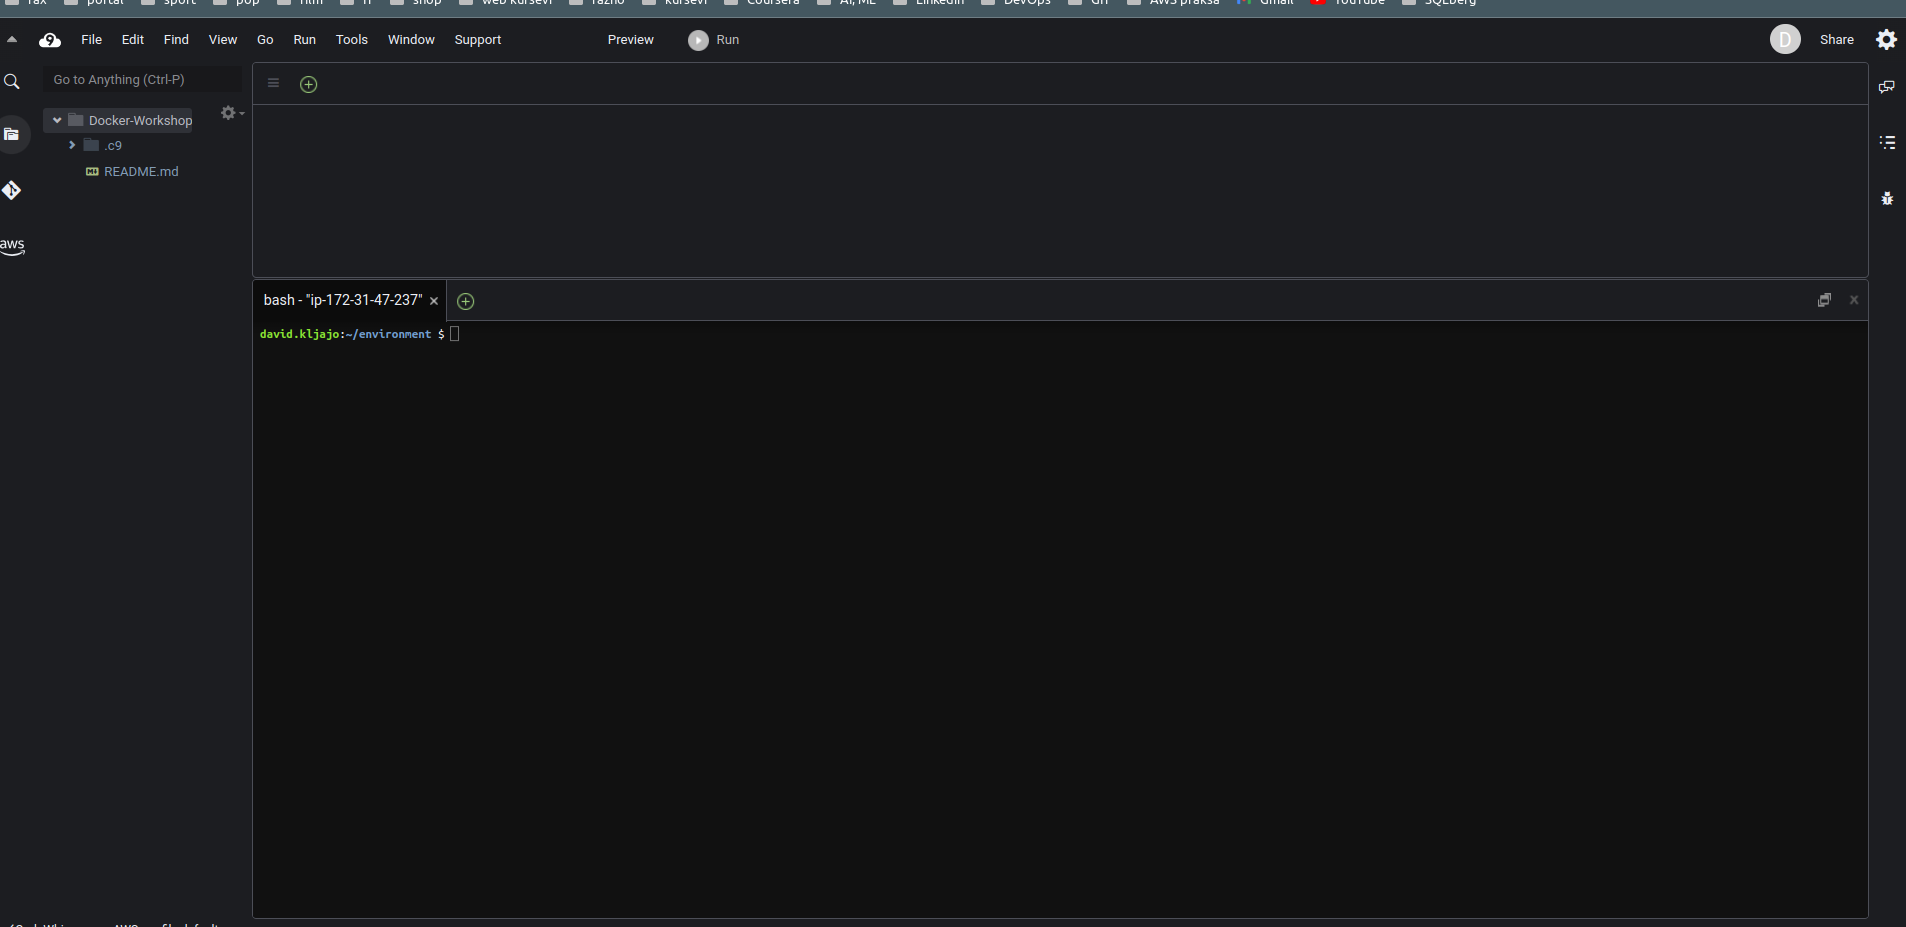 fax portal sport pop film IT shop web kursevi razno kursevi Coursera AI, ML LinkedIn DevOps GIT AWS praksa Gmail YouTube SQLberg
9 File Edit Find View Go Run Tools Window Support Preview Run D Share
Go to Anything (Ctrl-P)
Docker-Workshop
.c9
README.md
aws
bash - "ip-172-31-47-237"
david.kljajo:~/environment $